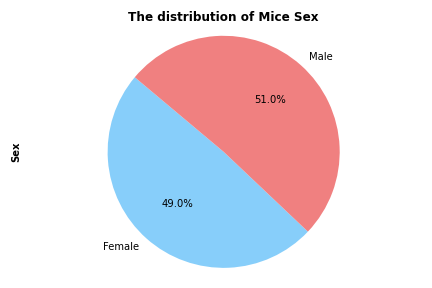 The distribution of Mice Sex
Male
51.0%
Sex
49.0%
Female